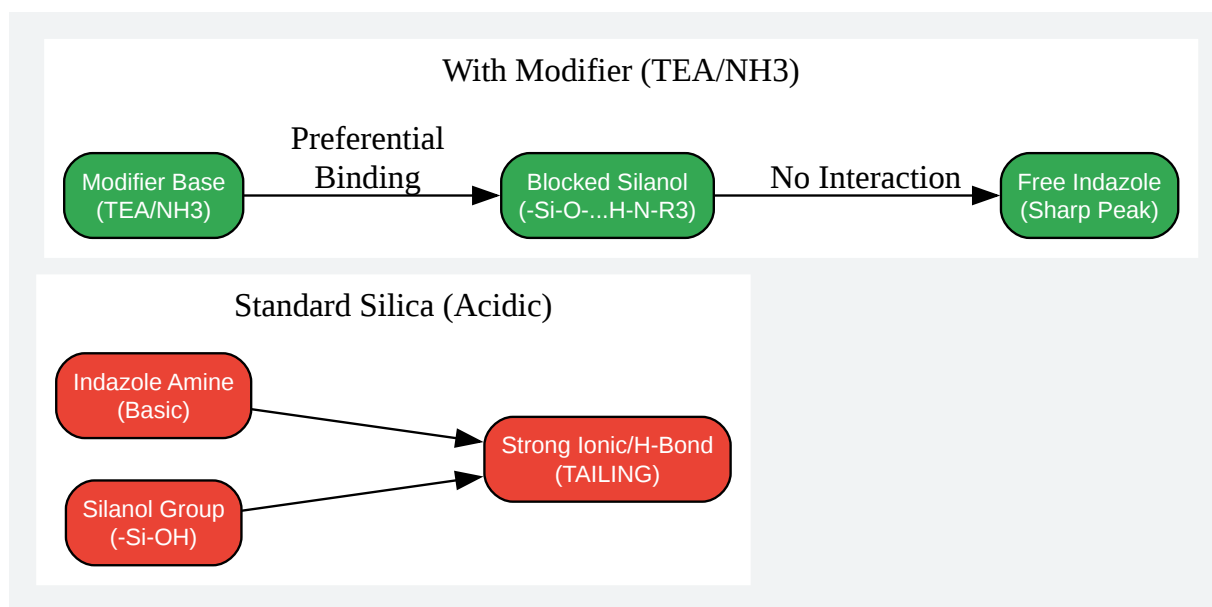 With Modifier (TEA/NH3)
Modifier Base
(TEA/NH3)
Preferential
Binding
Blocked Silanol
(-Si-O-...H-N-R3)
No Interaction
Free Indazole
(Sharp Peak)
Standard Silica (Acidic)
Indazole Amine
(Basic)
Silanol Group
(-Si-OH)
Strong Ionic/H-Bond
(TAILING)